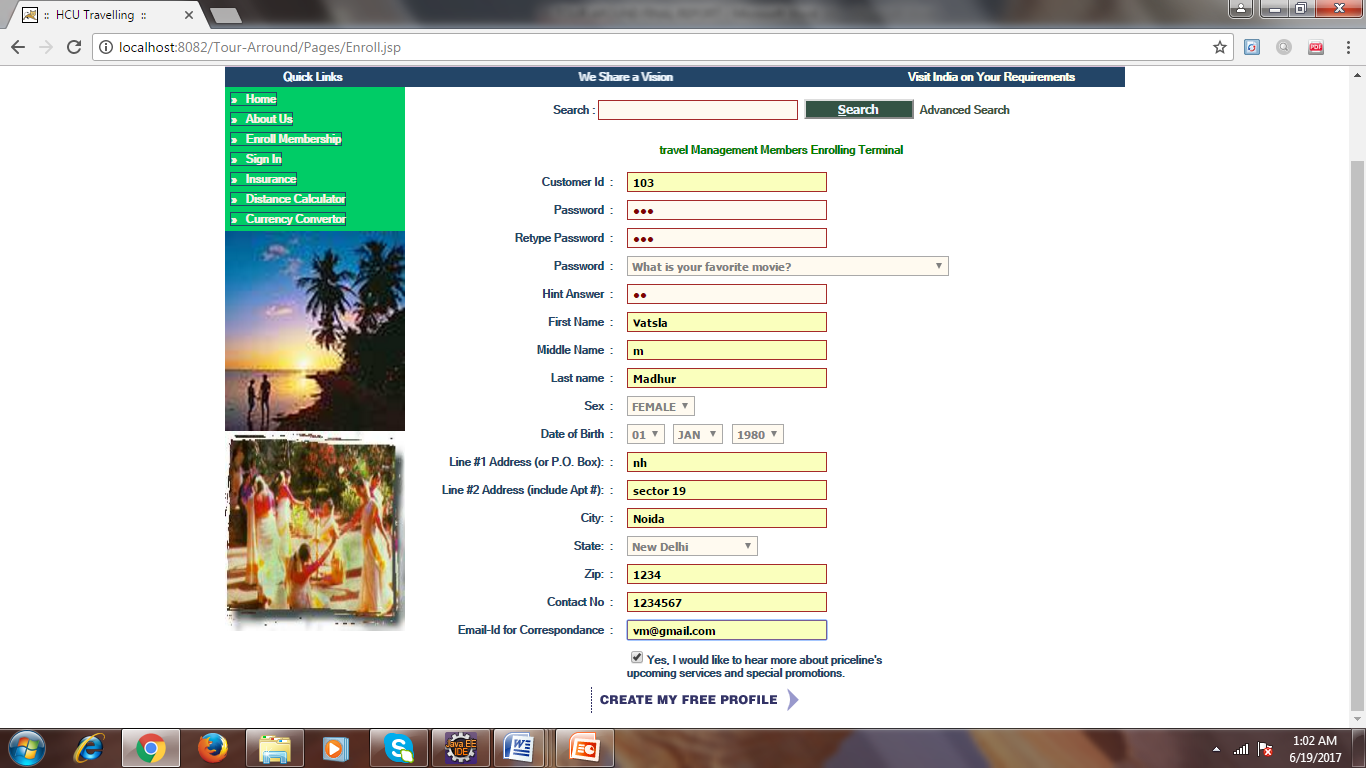 :: HCU Travelling ::
localhost:8082/Tour-Arround/Pages/Enroll.jsp
PDF
Quick Links We Share a Vision Visit India on Your Requirements
» Home
» About Us
» Enroll Membership
» Sign In
» Insurance
» Distance Calculator
» Currency Convertor
Search : Search Advanced Search
travel Management Members Enrolling Terminal
Customer Id : 103
Password : •••
Retype Password : •••
Password : What is your favorite movie?
Hint Answer : ••
First Name : Vatsla
Middle Name : m
Last name : Madhur
Sex : FEMALE
Date of Birth : 01 JAN 1980
Line #1 Address (or P.O. Box): : nh
Line #2 Address (include Apt #): : sector 19
City: : Noida
State: : New Delhi
Zip: : 1234
Contact No : 1234567
Email-Id for Correspondance : vm@gmail.com
Yes, I would like to hear more about priceline's
upcoming services and special promotions.
CREATE MY FREE PROFILE
Java EE
IDE
1:02 AM
6/19/2017